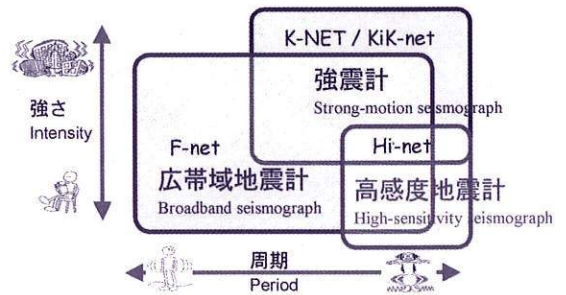 K-NET / KiK-net
強震計
Strong-motion seismograph
強さ
Intensity
F-net
Hi-net
広帯域地震計
Broadband seismograph
高感度地震計
High-sensitivity seismograph
周期
Period